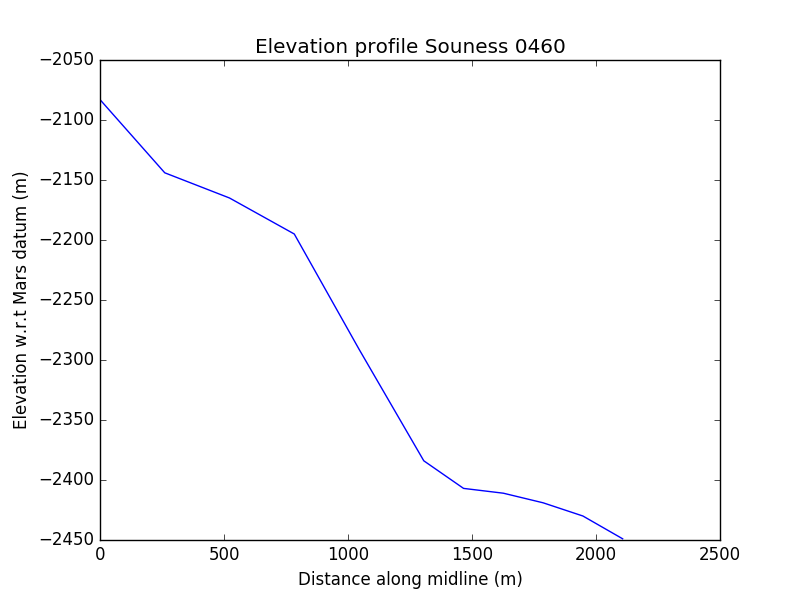 Elevation profile Souness 0460
Elevation w.r.t Mars datum (m)
−2050
−2100
−2150
−2200
−2250
−2300
−2350
−2400
−2450
0 500 1000 1500 2000 2500
Distance along midline (m)